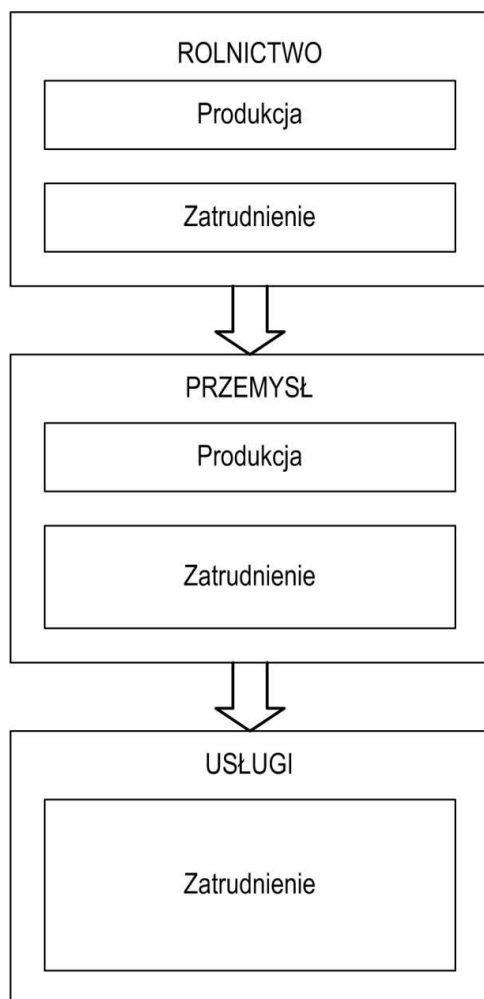 ROLNICTWO
Produkcja
Zatrudnienie
PRZEMYSŁ
Produkcja
Zatrudnienie
USŁUGI
Zatrudnienie